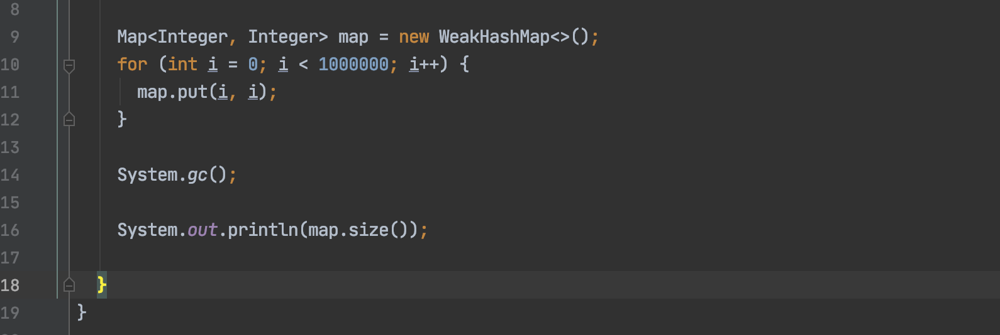 8
9 Map<Integer, Integer> map = new WeakHashMap<>();
10 for (int i = 0; i < 1000000; i++) {
11 map.put(i, i);
12 }
13
14 System.gc();
15
16 System.out.println(map.size());
17
18 }
19 }